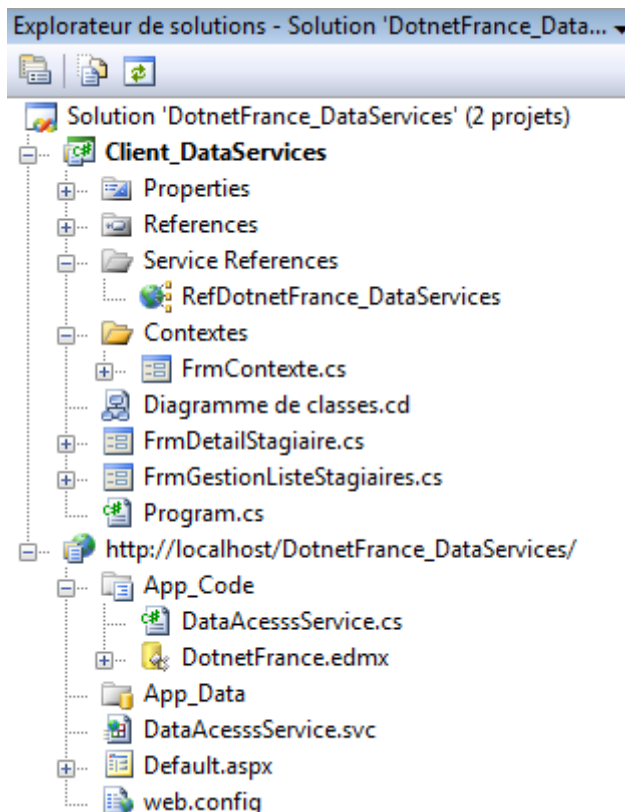 Explorateur de solutions - Solution 'DotnetFrance_Data...
Solution 'DotnetFrance_DataServices' (2 projets)
Client_DataServices
Properties
References
Service References
RefDotnetFrance_DataServices
Contextes
FrmContexte.cs
Diagramme de classes.cd
FrmDetailStagiaire.cs
FrmGestionListeStagiaires.cs
Program.cs
http://localhost/DotnetFrance_DataServices/
App_Code
DataAcesssService.cs
DotnetFrance.edmx
App_Data
DataAcesssService.svc
Default.aspx
web.config